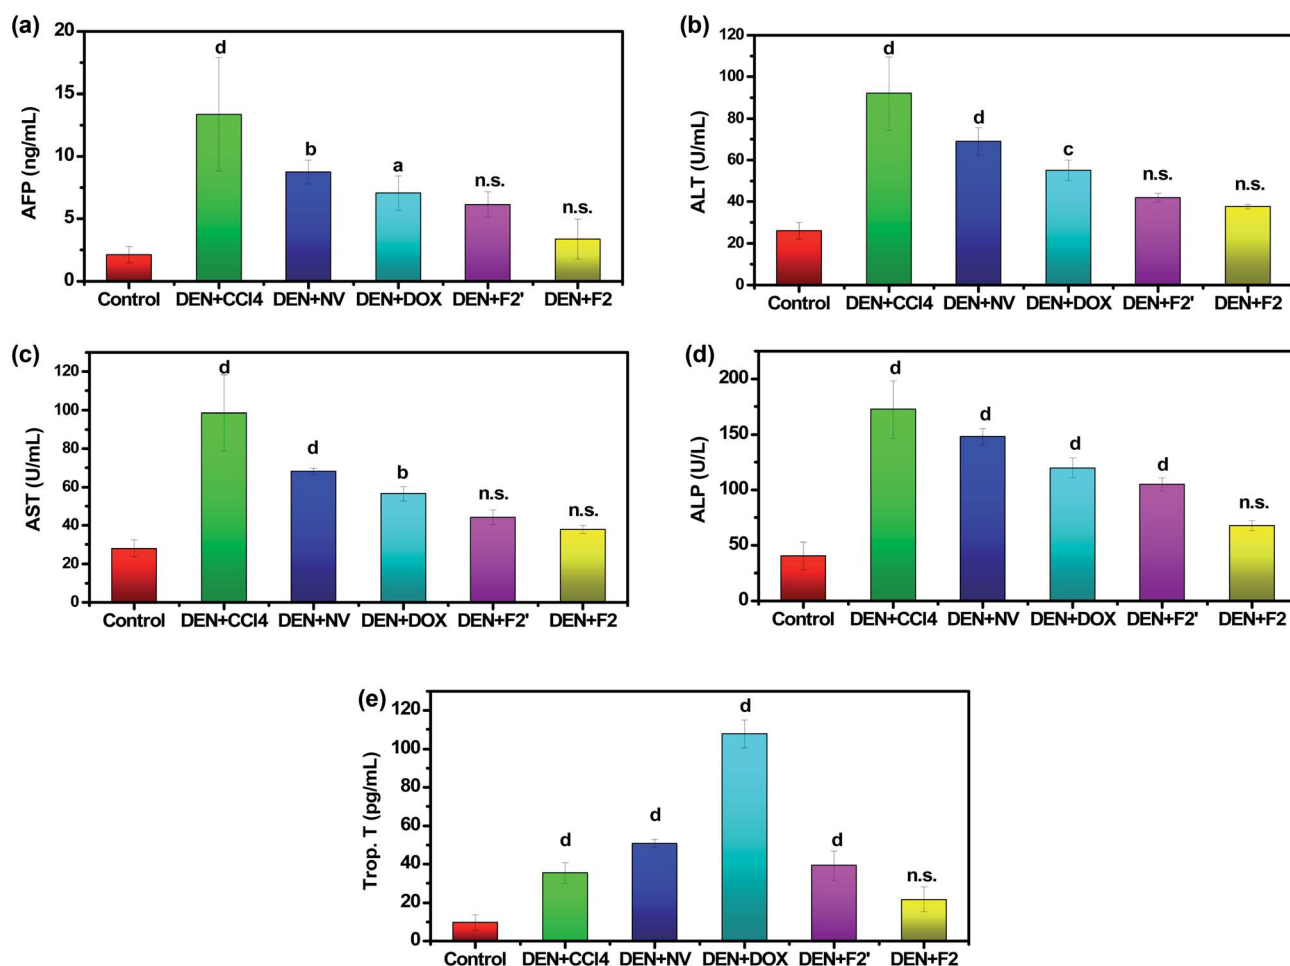 (a)
AFP (ng/mL)
20
15
10
5
0
d
b
a
n.s.
n.s.
Control DEN+CCl4 DEN+NV DEN+DOX DEN+F2' DEN+F2
(b)
ALT (U/mL)
120
100
80
60
40
20
0
d
d
c
n.s.
n.s.
Control DEN+CCl4 DEN+NV DEN+DOX DEN+F2' DEN+F2
(c)
AST (U/mL)
120
100
80
60
40
20
0
d
d
b
n.s.
n.s.
Control DEN+CCl4 DEN+NV DEN+DOX DEN+F2' DEN+F2
(d)
ALP (U/L)
200
150
100
50
0
d
d
d
d
n.s.
Control DEN+CCl4 DEN+NV DEN+DOX DEN+F2' DEN+F2
(e)
Trop. T (pg/mL)
120
100
80
60
40
20
0
d
d
d
d
n.s.
Control DEN+CCl4 DEN+NV DEN+DOX DEN+F2' DEN+F2